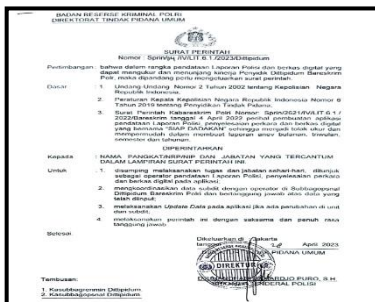 BADAN RESERSE KRIMINAL POLRI
DIREKTORAT TINDAK PIDANA UMUM
SURAT PERINTAH
Nomor Sprin/ /IV/LIT 6.1./2023/Dittipidum
Pertimbangan : bahwa dalam rangka pendataan Laporan Polisi dan berkas digital yang
dapat mengukur dan menunjang kinerja Penyidik Dittipidum Bareskrim
Polri, maka dipandang perlu mengeluarkan surat perintah.
Dasar : 1. Undang-Undang Nomor 2 Tahun 2002 tentang Kepolisian Negara
Republik Indonesia.
2. Peraturan Kepala Kepolisian Negara Republik Indonesia Nomor 6
Tahun 2019 tentang Penyidikan Tindak Pidana.
3. Surat Perintah Kabareskrim Polri Nomor: Sprin/ /IV/LIT.6.1./
2022/Bareskrim tanggal 4 April 2022 perihal pembuatan aplikasi
pendataan Laporan Polisi, penyelesaian perkara dan berkas digital
yang bernama "SIAP DADAKAN" sehingga menjadi tolak ukur dan
mempermudah dalam membuat laporan anev bulanan, triwulan,
semester dan tahunan.
DIPERINTAHKAN
Kepada : NAMA, PANGKAT/NRP/NIP DAN JABATAN YANG TERCANTUM
DALAM LAMPIRAN SURAT PERINTAH INI.
Untuk : 1. disamping melaksanakan tugas dan jabatan sehari-hari, ditunjuk
sebagai operator pendataan Laporan Polisi, penyelesaian perkara
dan berkas digital pada aplikasi;
2. mengkoordinasikan data subdit dengan operator di Subbagopsnal
Dittipidum Bareskrim Polri dan bertanggung jawab atas data yang
telah diinput;
3. melaksanakan Update Data pada aplikasi jika ada perubahan di unit
dan subdit;
4. melaksanakan perintah ini dengan saksama dan penuh rasa
tanggung jawab.
Selesai.
Dikeluarkan di : Jakarta
tanggal : April 2023
PIDANA UMUM
DIREKTUR
RAHARDJO PURO, S.H.
JENDERAL POLISI
Tembusan:
1. Kasubbagrenmin Dittipidum
2. Kasubbagopsnal Dittipidum